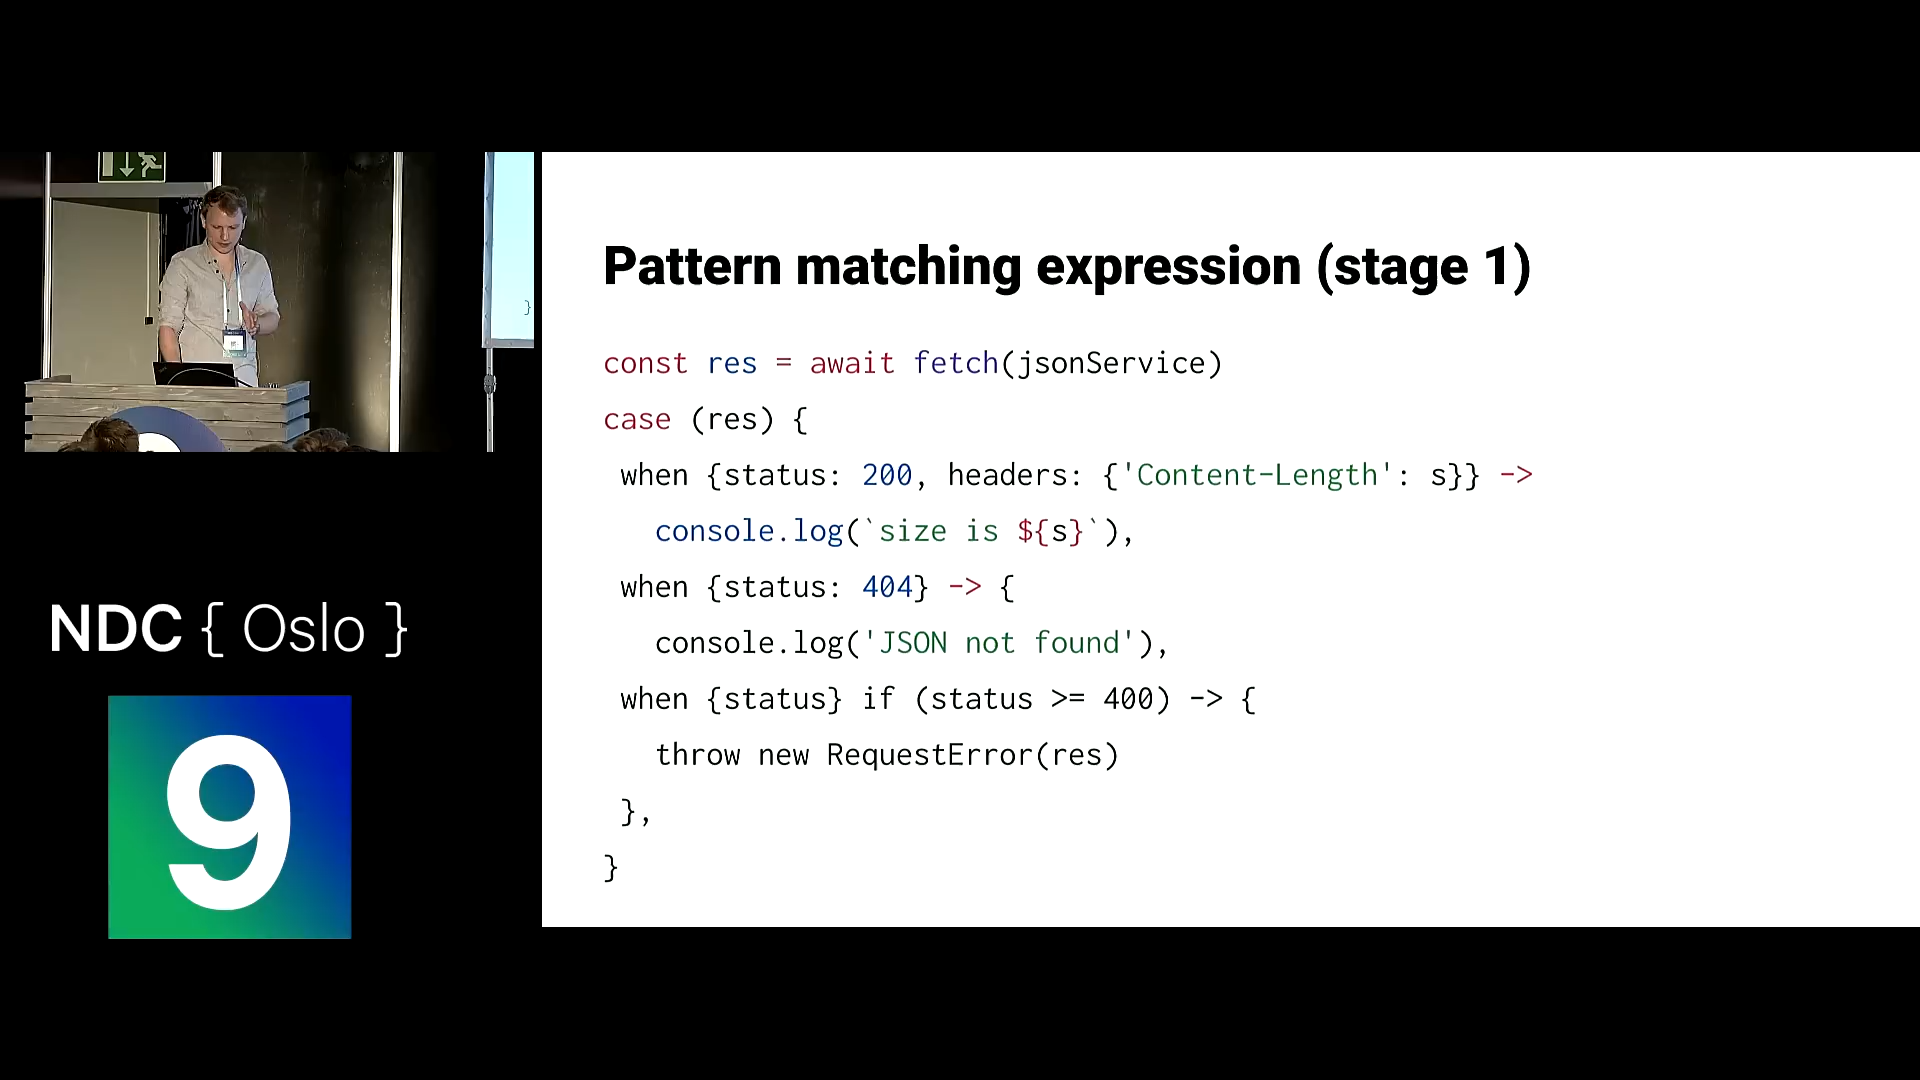 Pattern matching expression (stage 1)
const res = await fetch(jsonService)
case (res) {
when {status: 200, headers: {'Content-Length': s}} ->
console.log(`size is ${s}`),
when {status: 404} -> {
console.log('JSON not found'),
when {status} if (status >= 400) -> {
throw new RequestError(res)
},
}
}
NDC { Oslo }
9